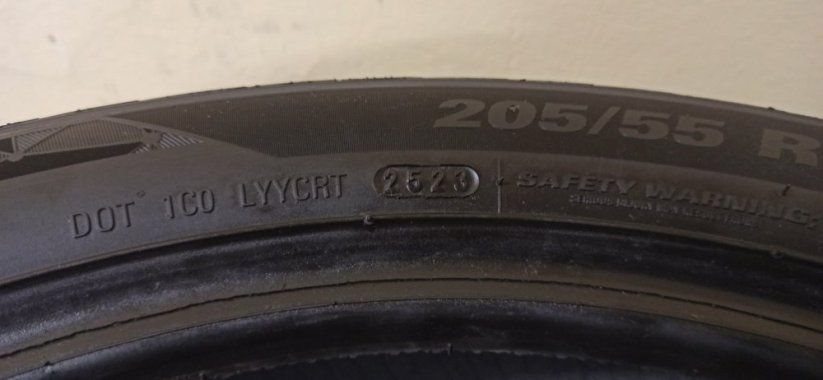 205/55 R
DOT 1C0 LYYCRT 2523
SAFETY WARNING: